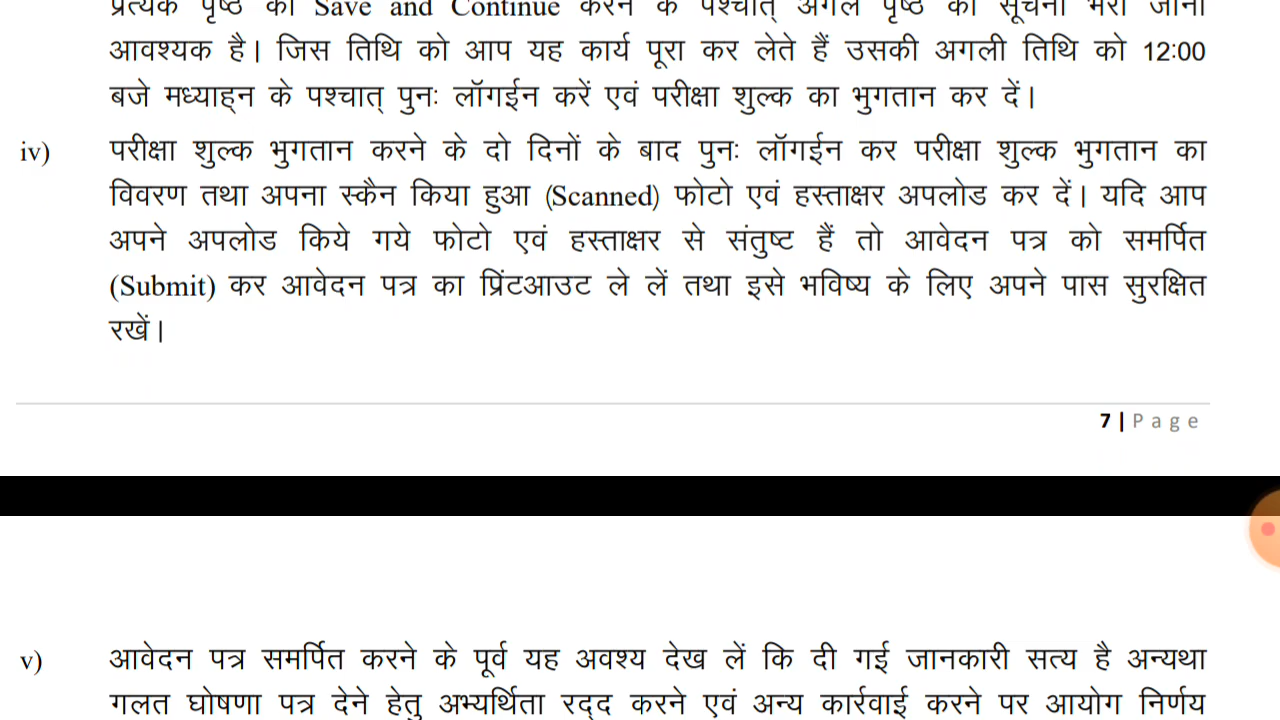 प्रत्येक पृष्ठ को Save and Continue करने के पश्चात् अगले पृष्ठ की सूचना भरा जाना
आवश्यक है। जिस तिथि को आप यह कार्य पूरा कर लेते हैं उसकी अगली तिथि को 12:00
बजे मध्याह्न के पश्चात् पुनः लॉगईन करें एवं परीक्षा शुल्क का भुगतान कर दें।
iv) परीक्षा शुल्क भुगतान करने के दो दिनों के बाद पुनः लॉगईन कर परीक्षा शुल्क भुगतान का
विवरण तथा अपना स्कैन किया हुआ (Scanned) फोटो एवं हस्ताक्षर अपलोड कर दें। यदि आप
अपने अपलोड किये गये फोटो एवं हस्ताक्षर से संतुष्ट हैं तो आवेदन पत्र को समर्पित
(Submit) कर आवेदन पत्र का प्रिंटआउट ले लें तथा इसे भविष्य के लिए अपने पास सुरक्षित
रखें।
7 | Page
v) आवेदन पत्र समर्पित करने के पूर्व यह अवश्य देख लें कि दी गई जानकारी सत्य है अन्यथा
गलत घोषणा पत्र देने हेतु अभ्यर्थिता रद्द करने एवं अन्य कार्रवाई करने पर आयोग निर्णय